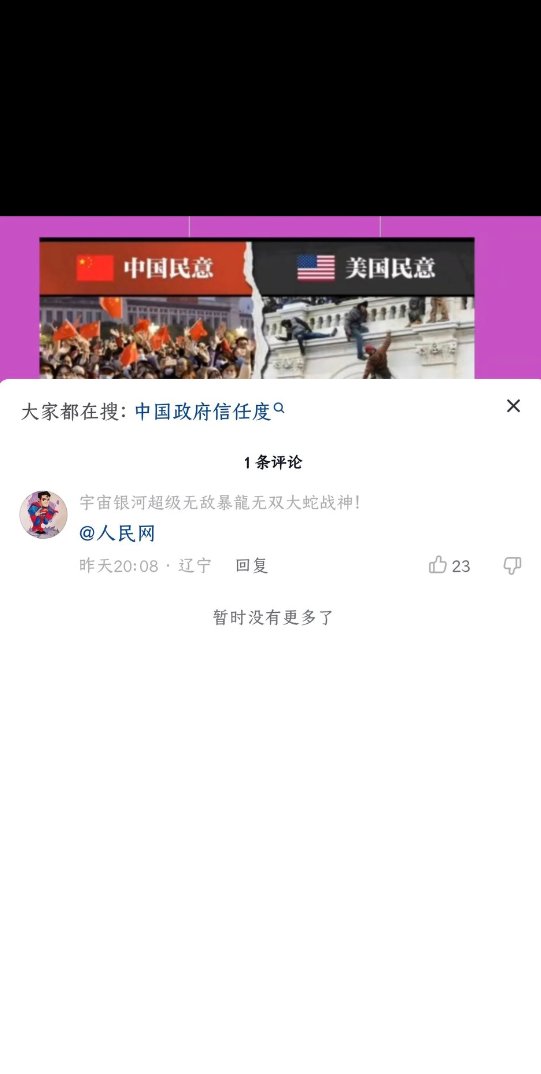 中国民意
美国民意
大家都在搜：中国政府信任度
1 条评论
宇宙银河超级无敌暴龍无双大蛇战神！
@人民网
昨天20:08 · 辽宁 回复 23
暂时没有更多了